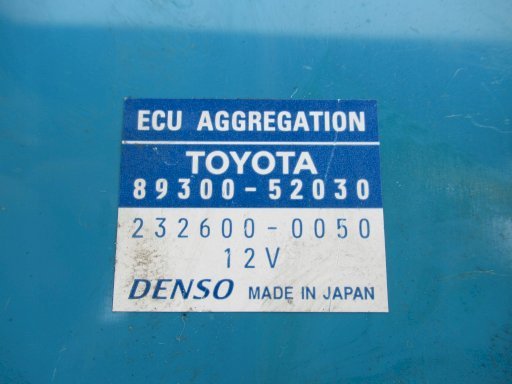 ECU AGGREGATION
TOYOTA
89300-52030
232600-0050
12V
DENSO MADE IN JAPAN